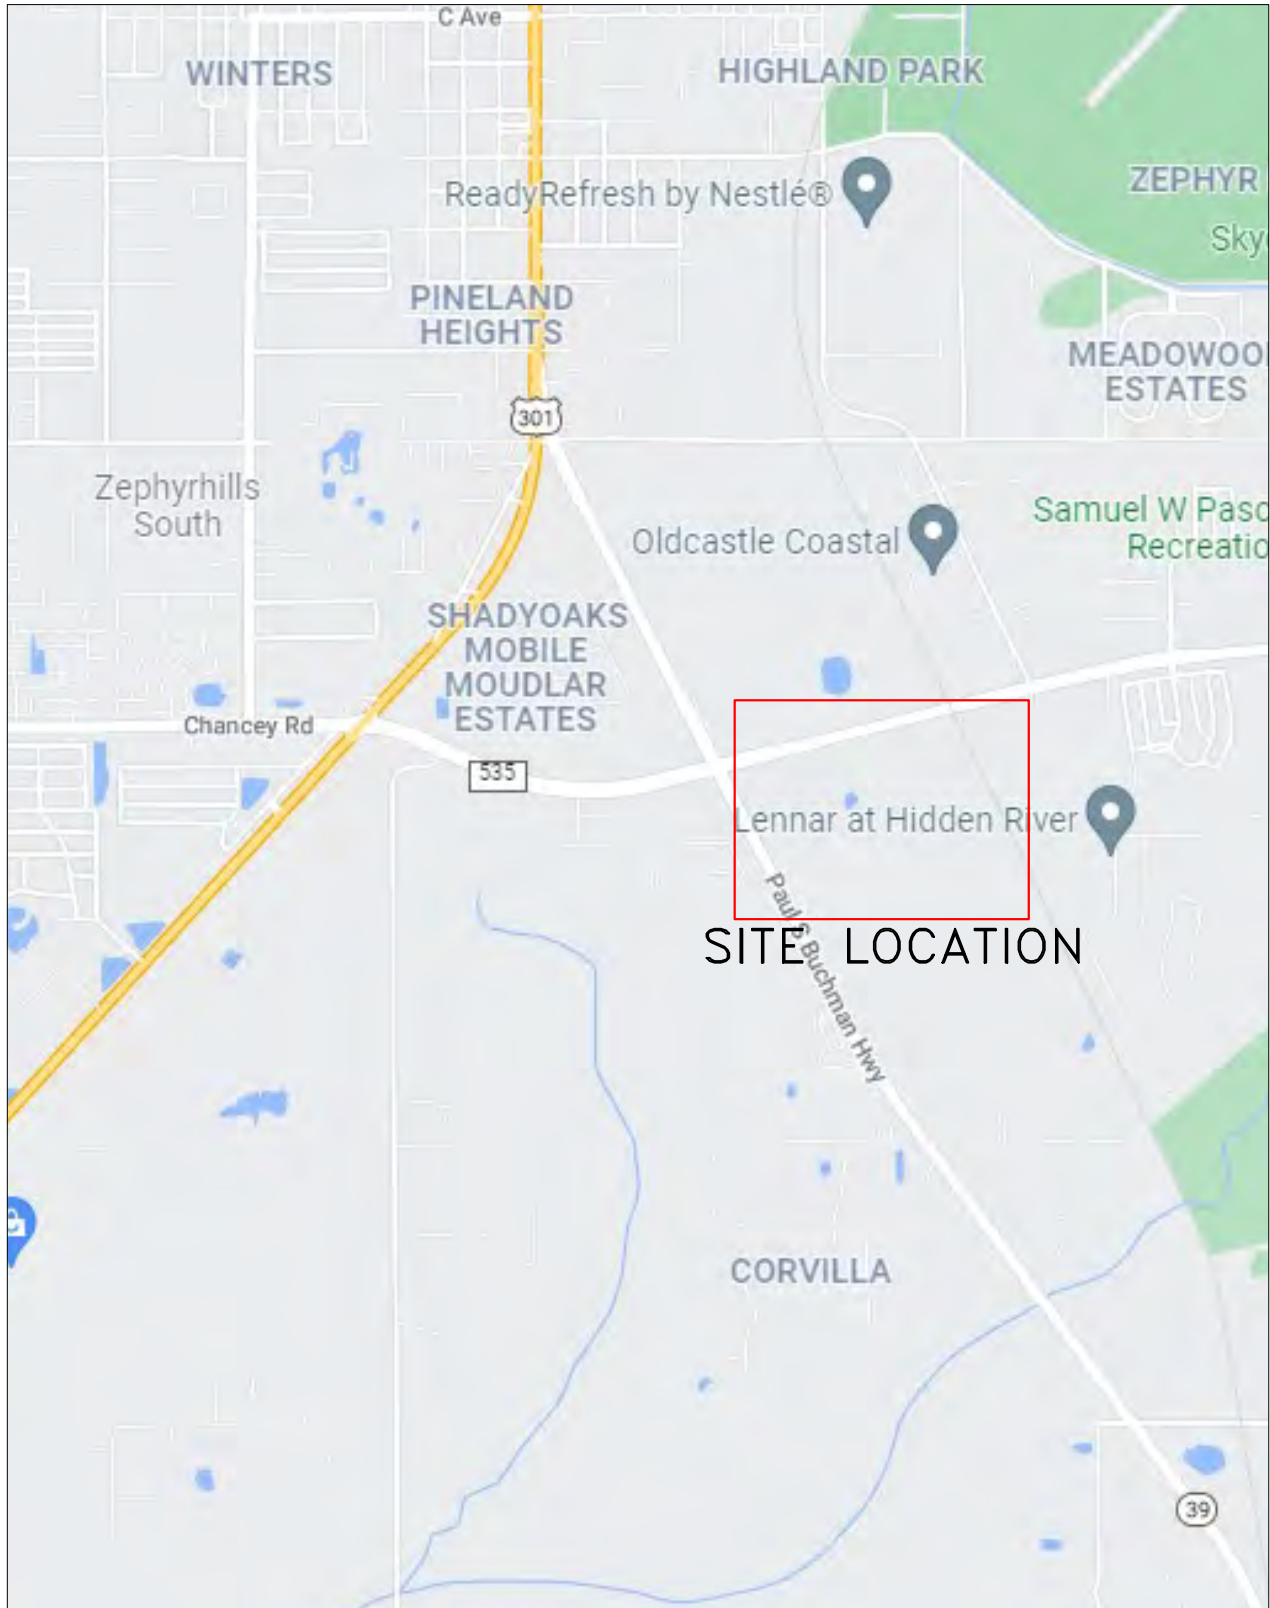 C Ave
WINTERS
HIGHLAND PARK
ZEPHYR
ReadyRefresh by Nestlé®
Sky
PINELAND
HEIGHTS
MEADOWOO
ESTATES
301
Zephyrhills
South
Samuel W Pasc
Recreatio
Oldcastle Coastal
SHADYOAKS
MOBILE
MOUDLAR
ESTATES
Chancey Rd
535
Lennar at Hidden River
Paul S Buchman Hwy
SITE LOCATION
CORVILLA
39